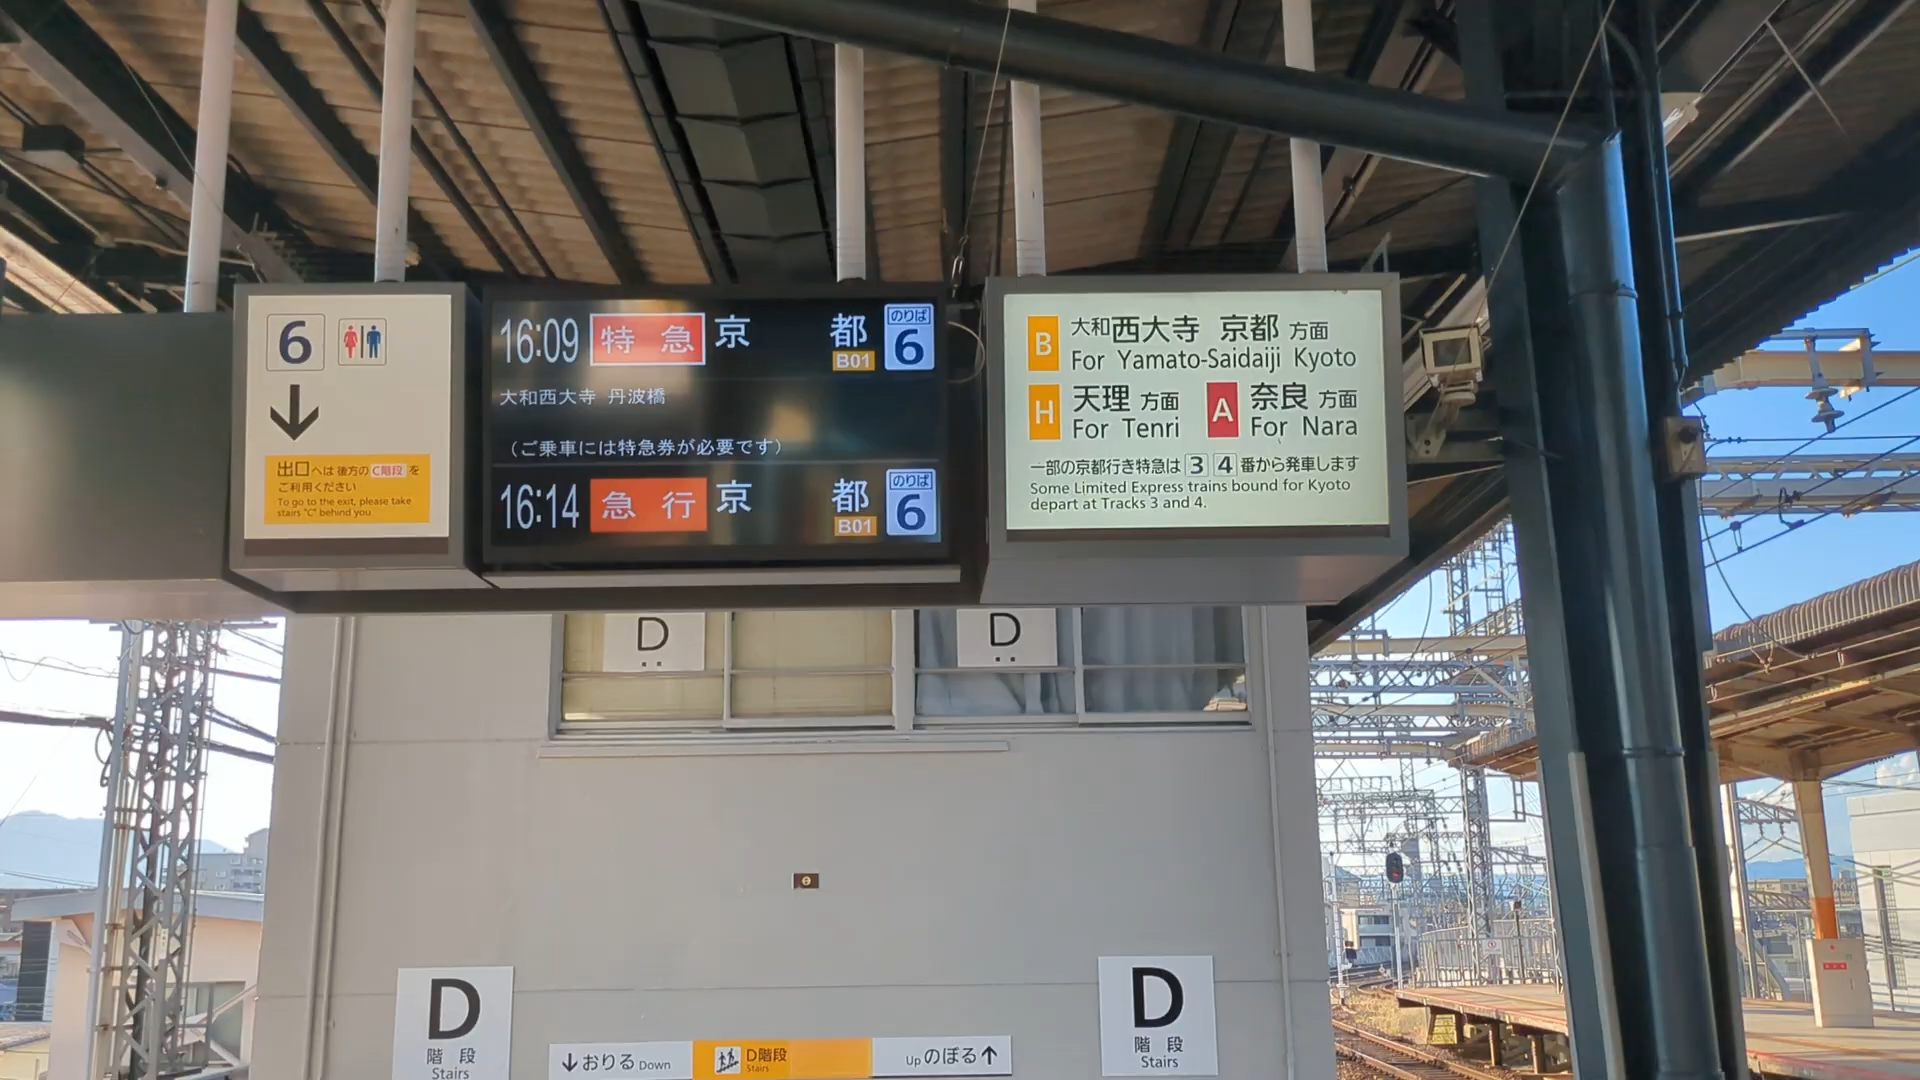 6
出口へは 後方の C階段 を
ご利用ください
To go to the exit, please take
stairs "C" behind you
16:09 特急 京都 B01 のりば 6
大和西大寺 丹波橋
（ご乗車には特急券が必要です）
16:14 急行 京都 B01 のりば 6
B 大和西大寺 京都 方面
For Yamato-Saidaiji Kyoto
H 天理 方面 A 奈良 方面
For Tenri For Nara
一部の京都行き特急は 3 4 番から発車します
Some Limited Express trains bound for Kyoto
depart at Tracks 3 and 4.
D
D
D
階段
Stairs
↓おりる Down
D階段
Stairs
Up のぼる↑
D
階段
Stairs